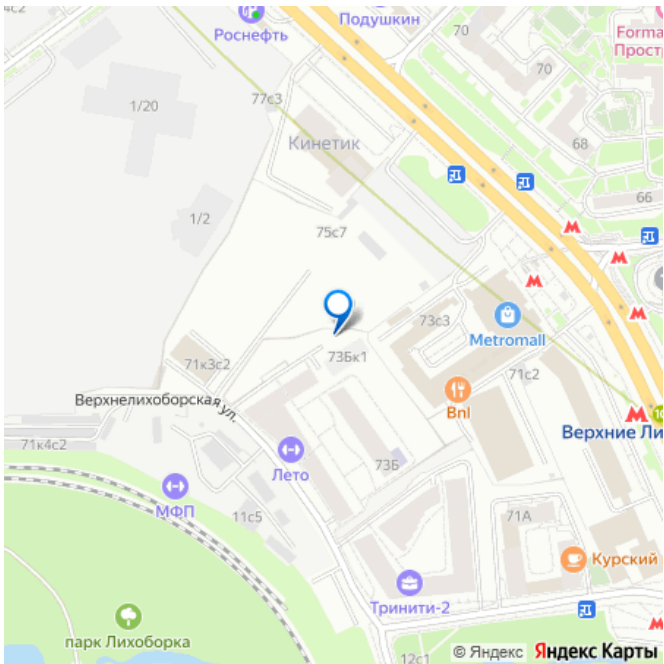 4с2
Роснефть
Подушкин
70
Forma
Простр
70
77с3
1/20
Кинетик
68
66
1/2
75с7
73с3
Metromall
73Бк1
71к3с2
71с2
Bnl
Верхнелихоборская ул.
Верхние Ли
71к4с2
Лето
73Б
МФП
11с5
71А
Курский
Тринити-2
парк Лихоборка
12с1
© Яндекс Яндекс Карты